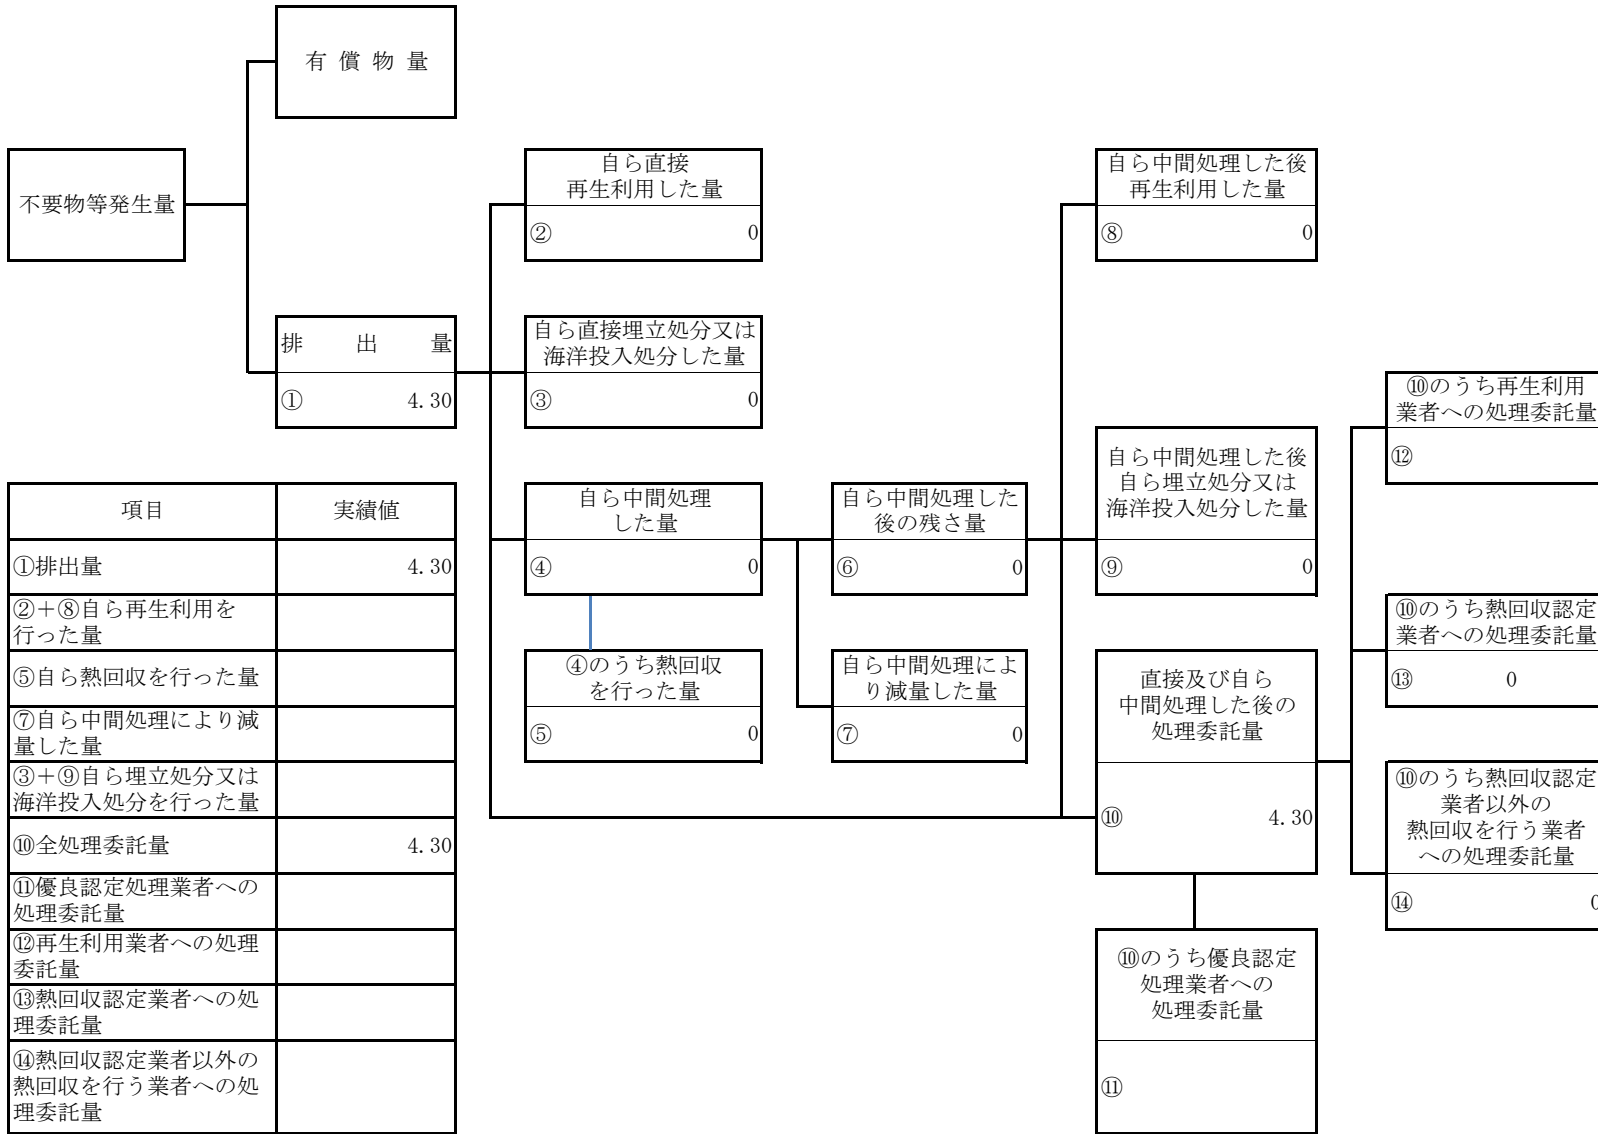 有償物量
不要物等発生量
排出量
① 4.30
自ら直接
再生利用した量
② 0
自ら直接埋立処分又は
海洋投入処分した量
③ 0
自ら中間処理
した量
④ 0
④のうち熱回収
を行った量
⑤ 0
自ら中間処理した
後の残さ量
⑥ 0
自ら中間処理によ
り減量した量
⑦ 0
自ら中間処理した後
再生利用した量
⑧ 0
自ら中間処理した後
自ら埋立処分又は
海洋投入処分した量
⑨ 0
直接及び自ら
中間処理した後の
処理委託量
⑩ 4.30
⑩のうち優良認定
処理業者への
処理委託量
⑪
⑩のうち再生利用
業者への処理委託量
⑫
⑩のうち熱回収認定
業者への処理委託量
⑬ 0
⑩のうち熱回収認定
業者以外の
熱回収を行う業者
への処理委託量
⑭ 0
項目 実績値
①排出量 4.30
②+⑧自ら再生利用を
行った量
⑤自ら熱回収を行った量
⑦自ら中間処理により減
量した量
③+⑨自ら埋立処分又は
海洋投入処分を行った量
⑩全処理委託量 4.30
⑪優良認定処理業者への
処理委託量
⑫再生利用業者への処理
委託量
⑬熱回収認定業者への処
理委託量
⑭熱回収認定業者以外の
熱回収を行う業者への処
理委託量